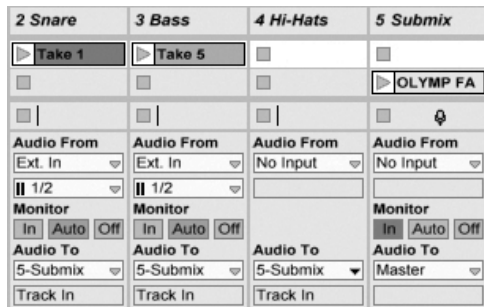 2 Snare 3 Bass 4 Hi-Hats 5 Submix
Take 1 Take 5
OLYMP FA
Audio From Audio From Audio From Audio From
Ext. In Ext. In No Input No Input
1/2 1/2
Monitor Monitor Monitor
In Auto Off In Auto Off In Auto Off
Audio To Audio To Audio To Audio To
5-Submix 5-Submix 5-Submix Master
Track In Track In Track In